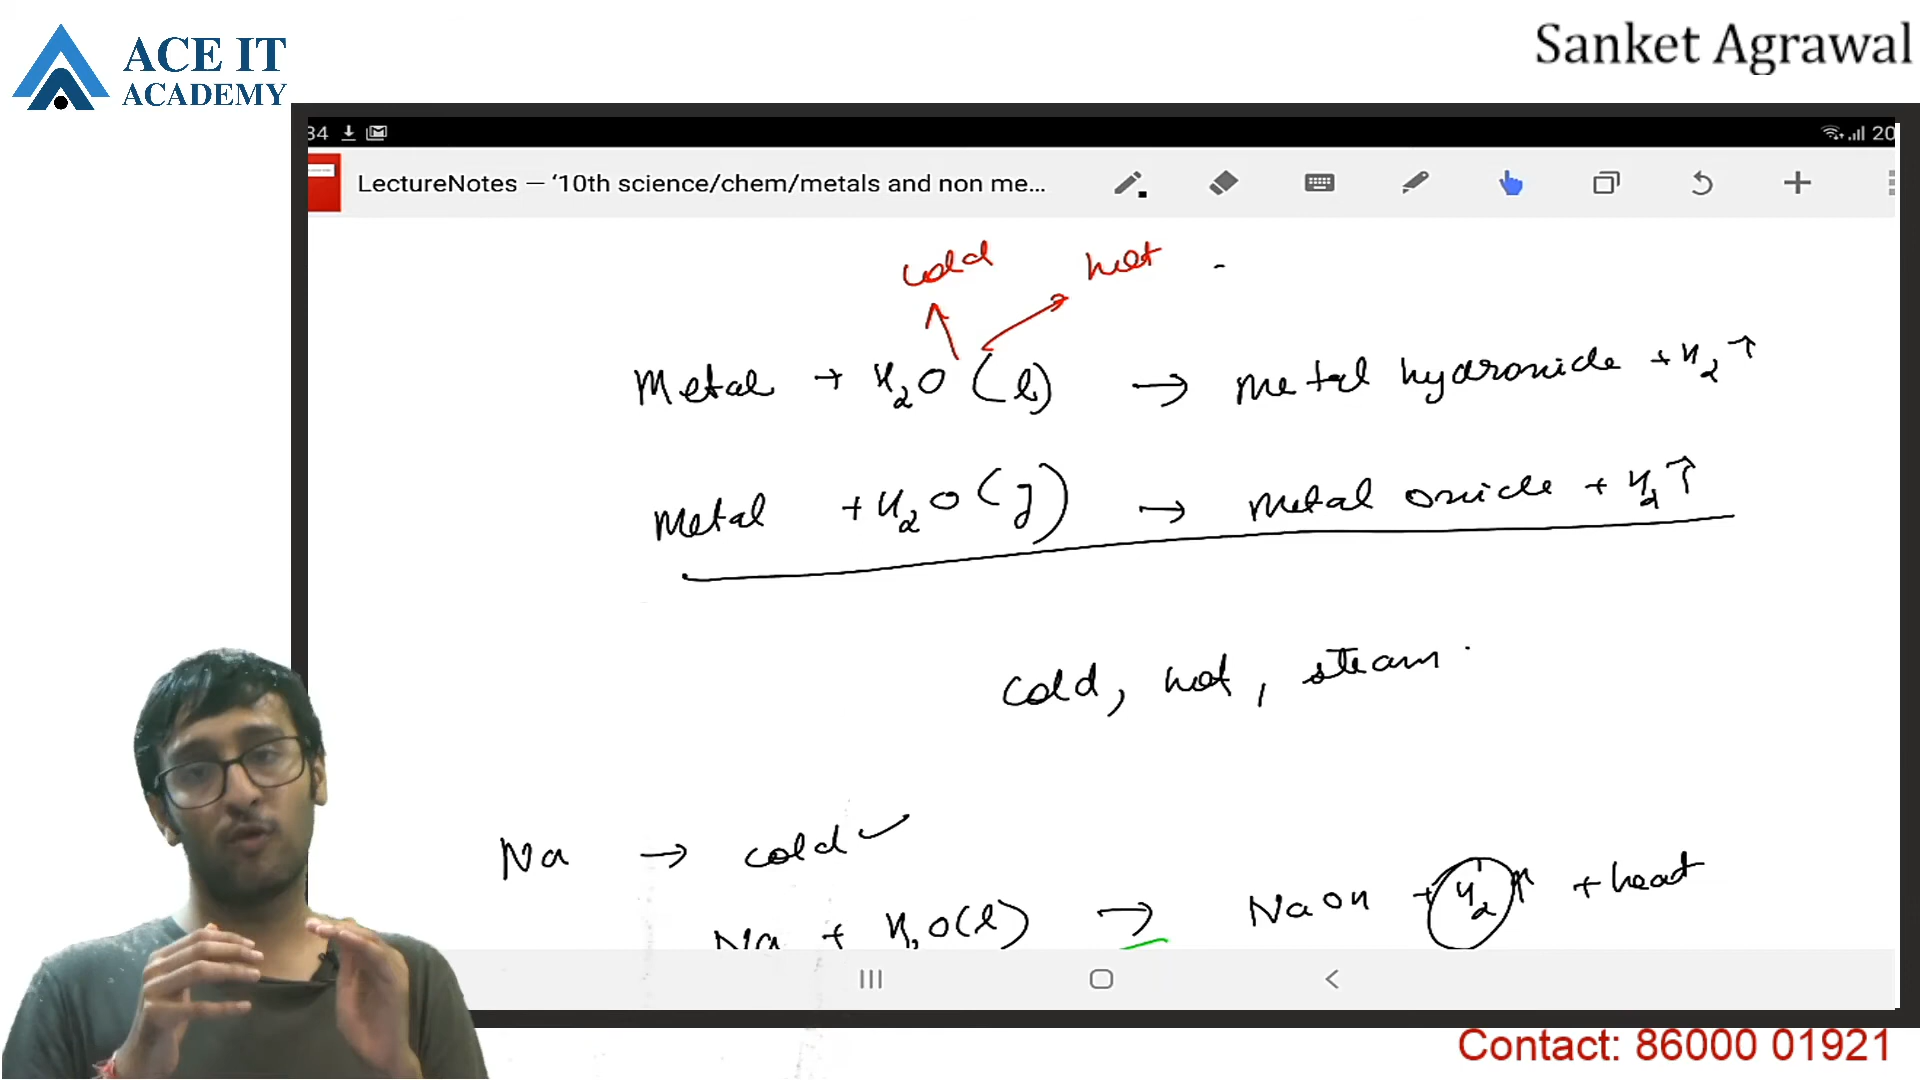 ACE IT
ACADEMY
Sanket Agrawal
34
20
LectureNotes — ‘10th science/chem/metals and non me...
cold hot
Metal + H2O (l) → Metal hydroxide + H2 ↑
Metal + H2O (g) → Metal oxide + H2 ↑
cold, hot, steam.
Na → cold ✓
Na + H2O(l) → NaOH + H2 ↑ + heat
Contact: 86000 01921